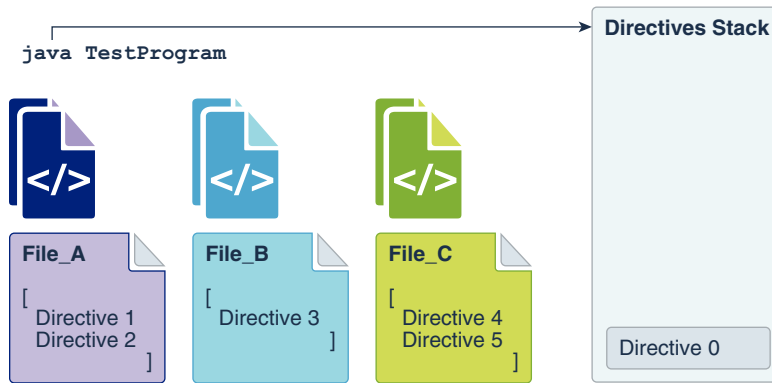 java TestProgram
Directives Stack
</>
</>
</>
File_A
[
Directive 1
Directive 2
]
File_B
[
Directive 3
]
File_C
[
Directive 4
Directive 5
]
Directive 0